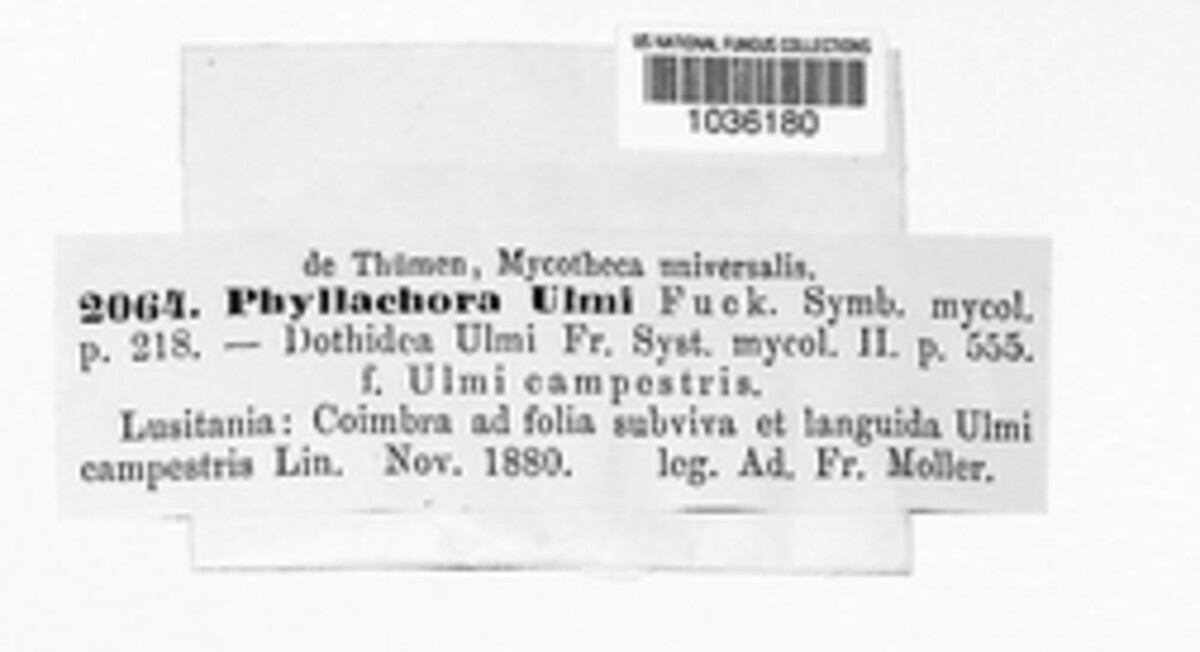 US NATIONAL FUNGUS COLLECTIONS
1036180
de Thümen, Mycotheca universalis.
2064. Phyllachora Ulmi Fuck. Symb. mycol.
p. 218. — Dothidea Ulmi Fr. Syst. mycol. II. p. 555.
f. Ulmi campestris.
Lusitania: Coimbra ad folia subviva et languida Ulmi
campestris Lin. Nov. 1880. leg. Ad. Fr. Moller.